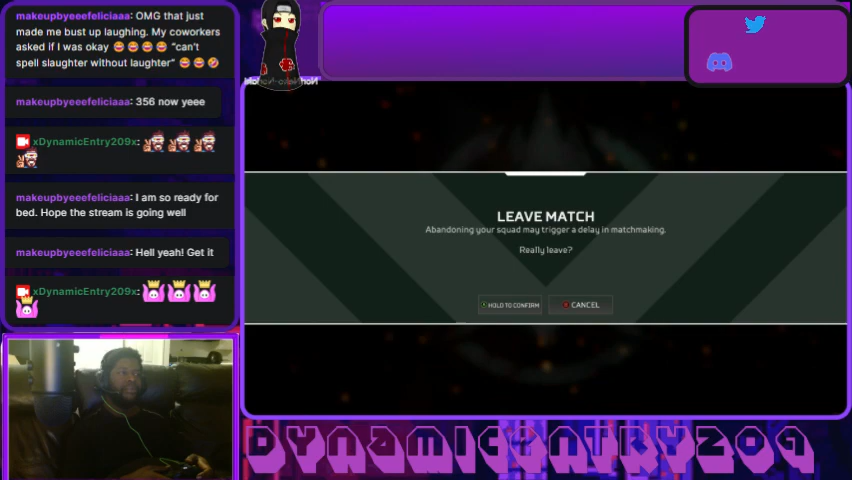 makeupbyeeefeliciaaa: OMG that just
made me bust up laughing. My coworkers
asked if I was okay 😂😂😂😂 "can't
spell slaughter without laughter" 😂😂🤣
makeupbyeeefeliciaaa: 356 now yeee
xDynamicEntry209x:
makeupbyeeefeliciaaa: I am so ready for
bed. Hope the stream is going well
makeupbyeeefeliciaaa: Hell yeah! Get it
xDynamicEntry209x:
LEAVE MATCH
Abandoning your squad may trigger a delay in matchmaking.
Really leave?
HOLD TO CONFIRM
CANCEL
DYNAMICENTRY209